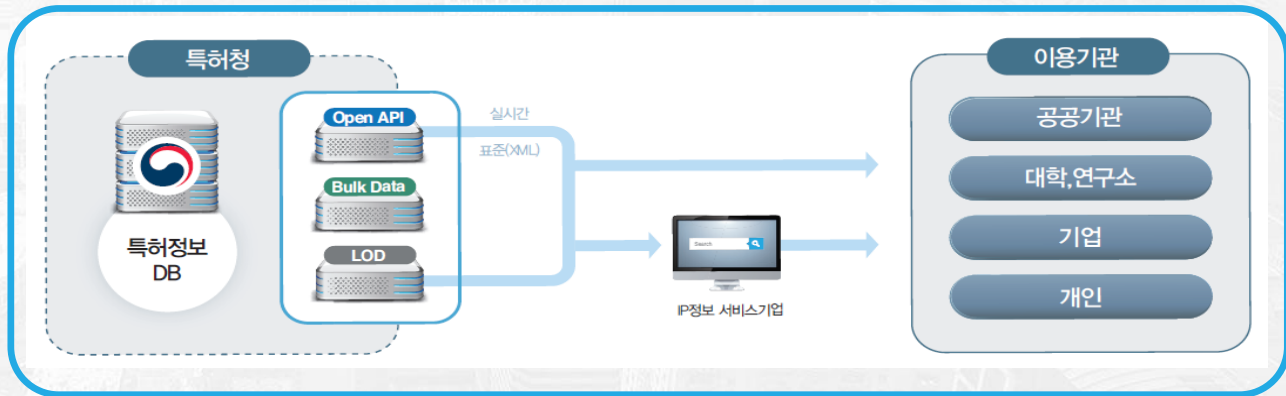 특허청
이용기관
Open API
실시간
공공기관
표준(XML)
대학,연구소
Bulk Data
특허정보
DB
Search
기업
LOD
IP정보 서비스기업
개인